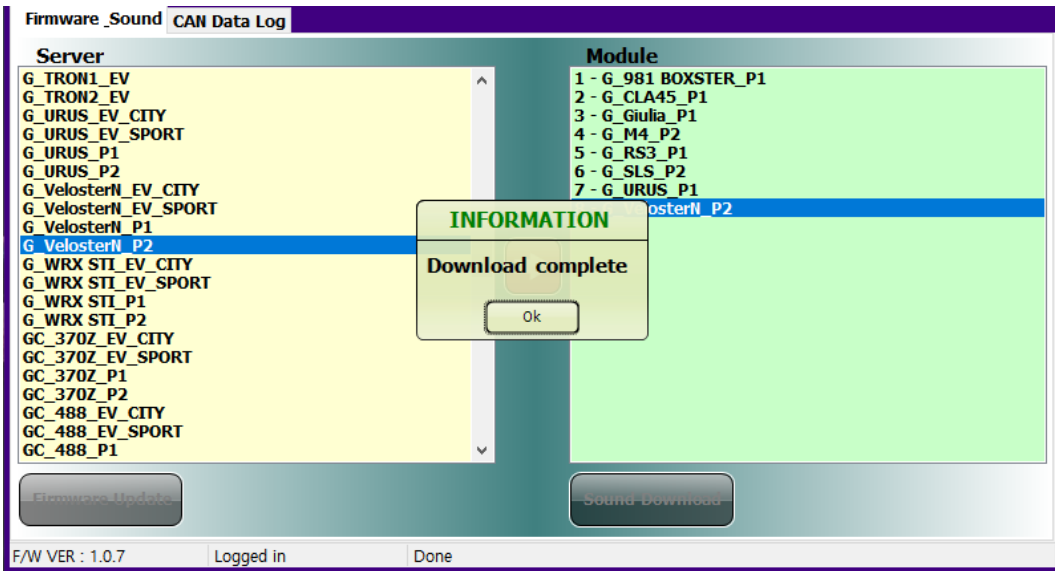 Firmware _Sound
CAN Data Log
Server
G_TRON1_EV
G_TRON2_EV
G_URUS_EV_CITY
G_URUS_EV_SPORT
G_URUS_P1
G_URUS_P2
G_VelosterN_EV_CITY
G_VelosterN_EV_SPORT
G_VelosterN_P1
G_VelosterN_P2
G_WRX STI_EV_CITY
G_WRX STI_EV_SPORT
G_WRX STI_P1
G_WRX STI_P2
GC_370Z_EV_CITY
GC_370Z_EV_SPORT
GC_370Z_P1
GC_370Z_P2
GC_488_EV_CITY
GC_488_EV_SPORT
GC_488_P1
Module
1 - G_981 BOXSTER_P1
2 - G_CLA45_P1
3 - G_Giulia_P1
4 - G_M4_P2
5 - G_RS3_P1
6 - G_SLS_P2
7 - G_URUS_P1
osterN_P2
INFORMATION
Download complete
Ok
Firmware Update
Sound Download
F/W VER : 1.0.7
Logged in
Done